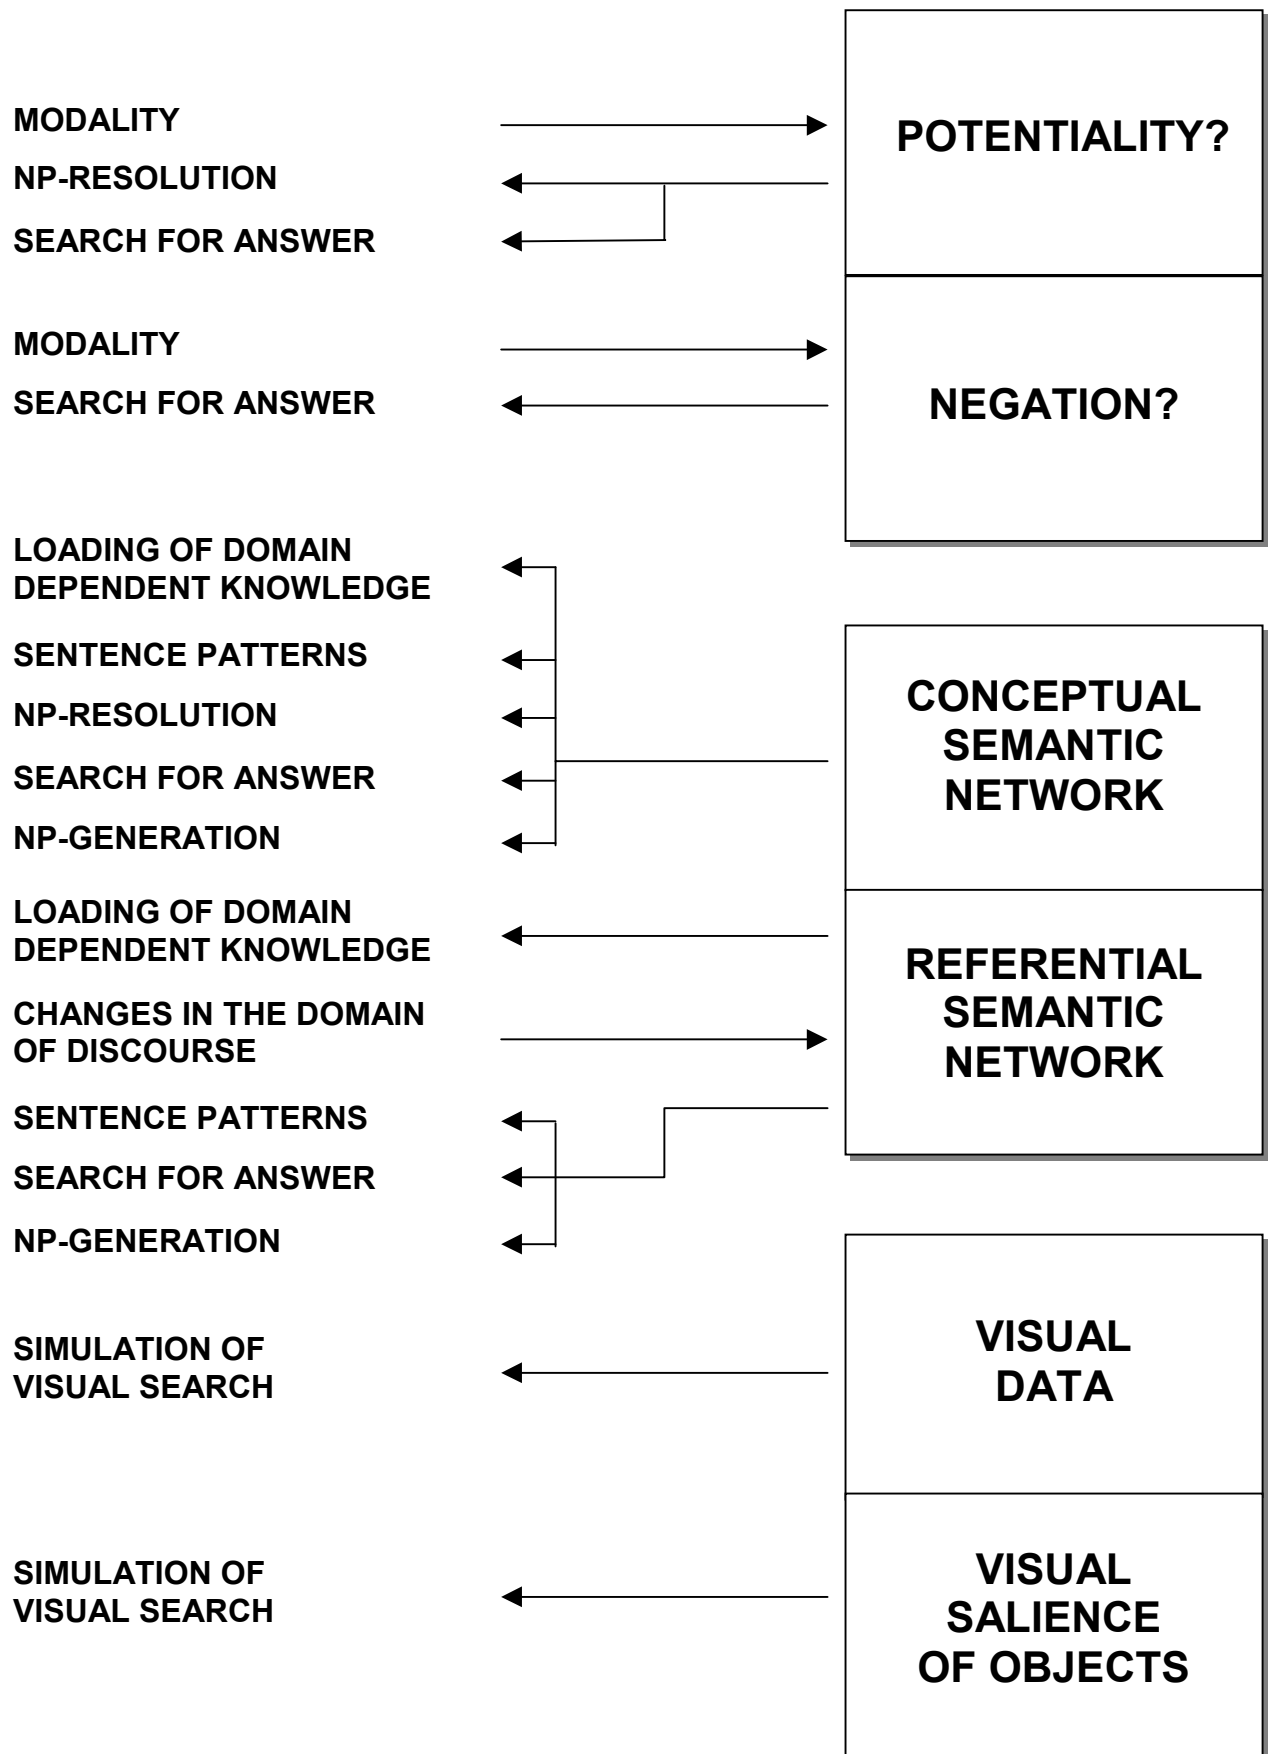 MODALITY
POTENTIALITY?
NP-RESOLUTION
SEARCH FOR ANSWER
MODALITY
SEARCH FOR ANSWER
NEGATION?
LOADING OF DOMAIN
DEPENDENT KNOWLEDGE
SENTENCE PATTERNS
NP-RESOLUTION
SEARCH FOR ANSWER
NP-GENERATION
CONCEPTUAL
SEMANTIC
NETWORK
LOADING OF DOMAIN
DEPENDENT KNOWLEDGE
CHANGES IN THE DOMAIN
OF DISCOURSE
SENTENCE PATTERNS
SEARCH FOR ANSWER
NP-GENERATION
REFERENTIAL
SEMANTIC
NETWORK
SIMULATION OF
VISUAL SEARCH
VISUAL
DATA
SIMULATION OF
VISUAL SEARCH
VISUAL
SALIENCE
OF OBJECTS